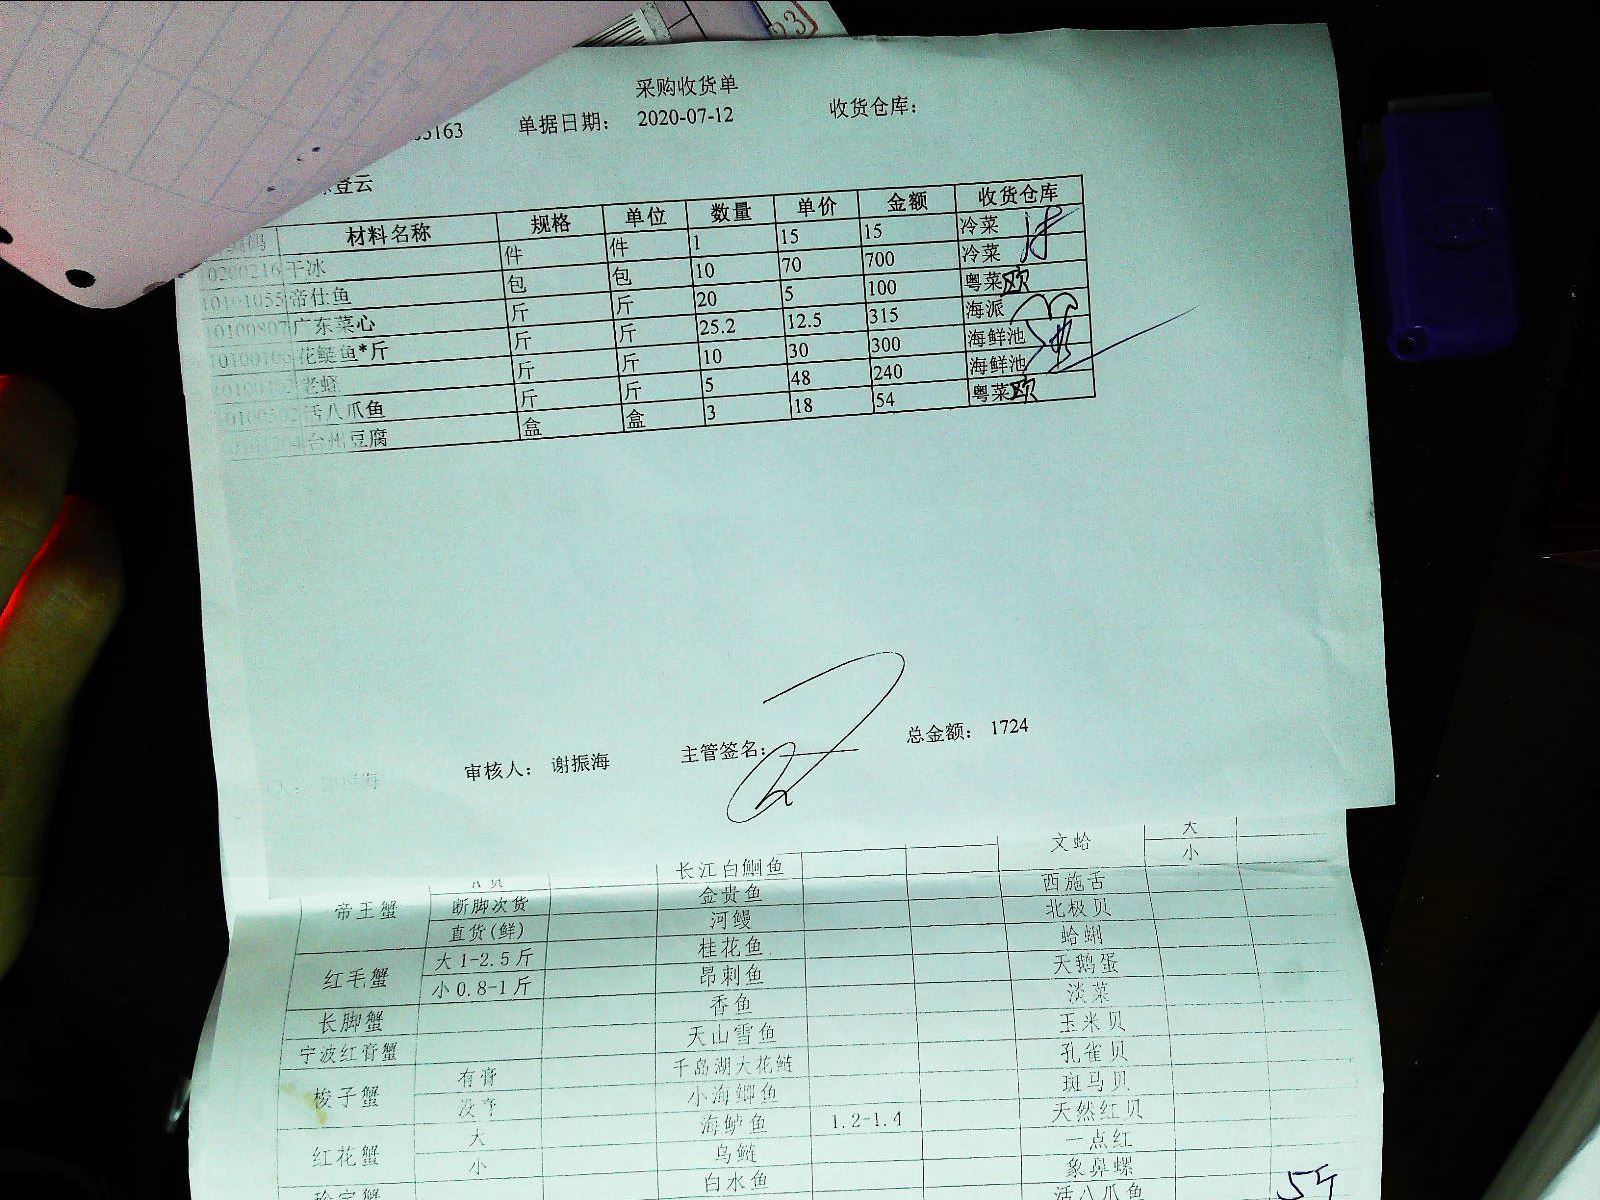 23
采购收货单
5163 单据日期: 2020-07-12 收货仓库:
登云
码 材料名称 规格 单位 数量 单价 金额 收货仓库
10200216 干冰 件 件 1 15 15 冷菜
10101055 帝仕鱼 包 包 10 70 700 冷菜
10100807 广东菜心 斤 斤 20 5 100 粤菜 欧
10100106 花鲢鱼*斤 斤 斤 25.2 12.5 315 海派
老蛏 斤 斤 10 30 300 海鲜池
活八爪鱼 斤 斤 5 48 240 海鲜池
台州豆腐 盒 盒 3 18 54 粤菜 欧
审核人: 谢振海 主管签名: 总金额: 1724
长江白鮰鱼 文蛤 大
小
帝王蟹 断脚次货 金贵鱼 西施舌
直货(鲜) 河鳗 北极贝
红毛蟹 大1-2.5斤 桂花鱼 蛤蜊
小0.8-1斤 昂刺鱼 天鹅蛋
长脚蟹 香鱼 淡菜
宁波红膏蟹 天山雪鱼 玉米贝
梭子蟹 有膏 千岛湖大花鲢 孔雀贝
没膏 小海鲫鱼 斑马贝
红花蟹 大 海鲈鱼 1.2-1.4 天然红贝
小 乌鲢 一点红
白水鱼 象鼻螺
活八爪鱼 5斤